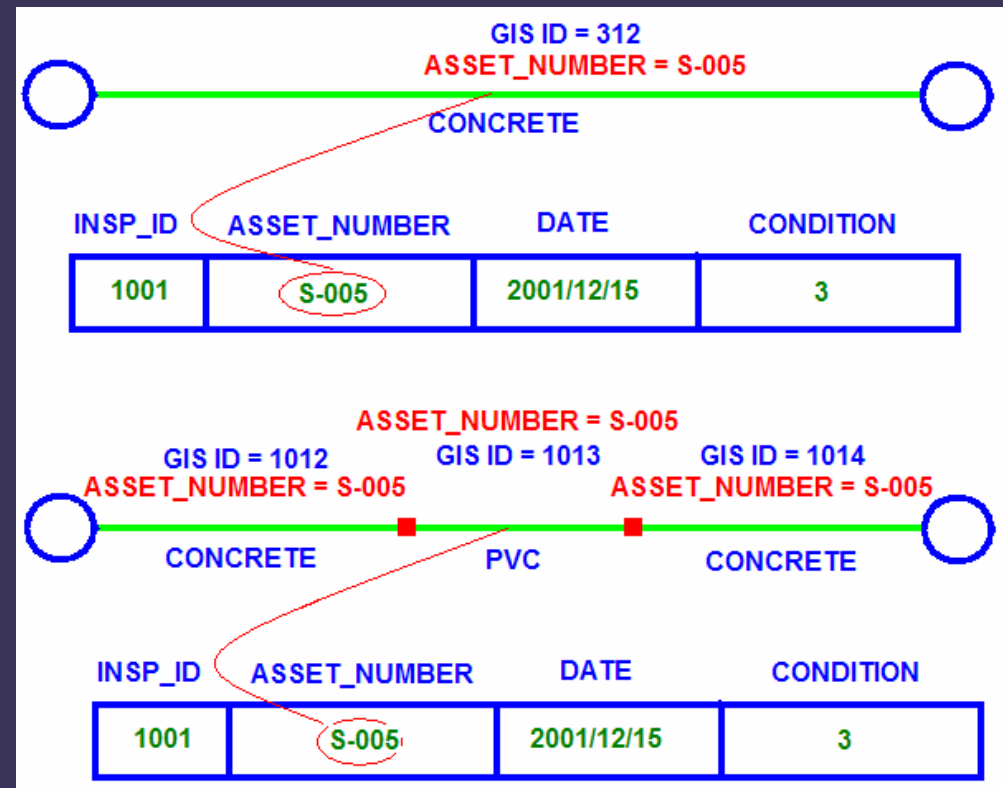 GIS ID = 312
ASSET_NUMBER = S-005
CONCRETE
INSP_ID ASSET_NUMBER DATE CONDITION
1001 S-005 2001/12/15 3
ASSET_NUMBER = S-005
GIS ID = 1012 GIS ID = 1013 GIS ID = 1014
ASSET_NUMBER = S-005 ASSET_NUMBER = S-005
CONCRETE PVC CONCRETE
INSP_ID ASSET_NUMBER DATE CONDITION
1001 S-005 2001/12/15 3